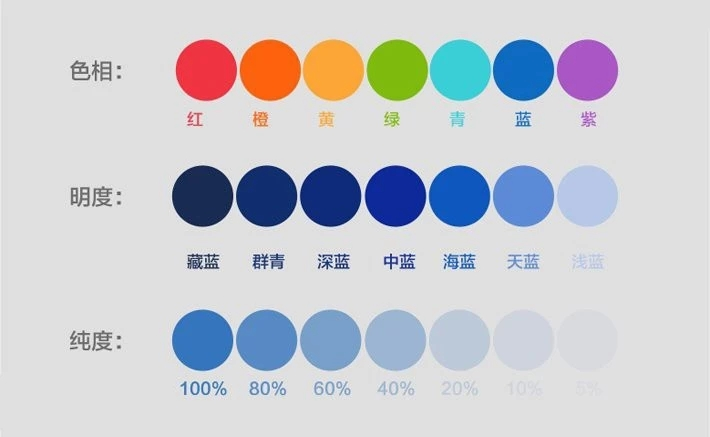 色相：
红 橙 黄 绿 青 蓝 紫
明度：
藏蓝 群青 深蓝 中蓝 海蓝 天蓝 浅蓝
纯度：
100% 80% 60% 40% 20% 10% 5%